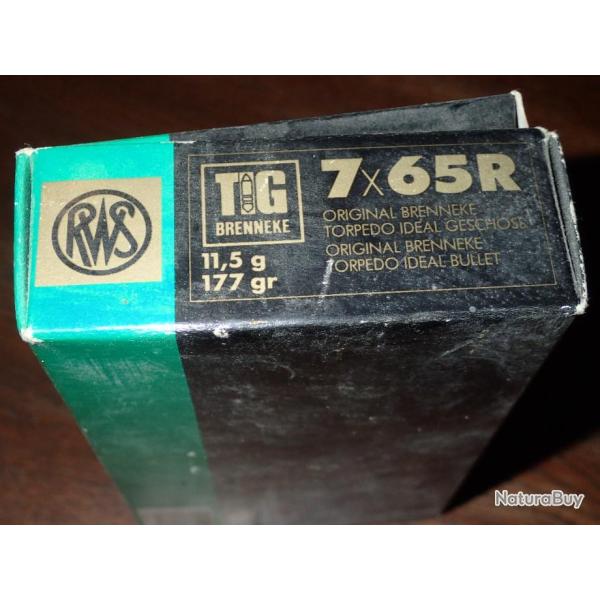 RWS
TIG
BRENNEKE
11,5 g
177 gr
7x65R
ORIGINAL BRENNEKE
TORPEDO IDEAL GESCHOSS
ORIGINAL BRENNEKE
TORPEDO IDEAL BULLET
NaturaBuy